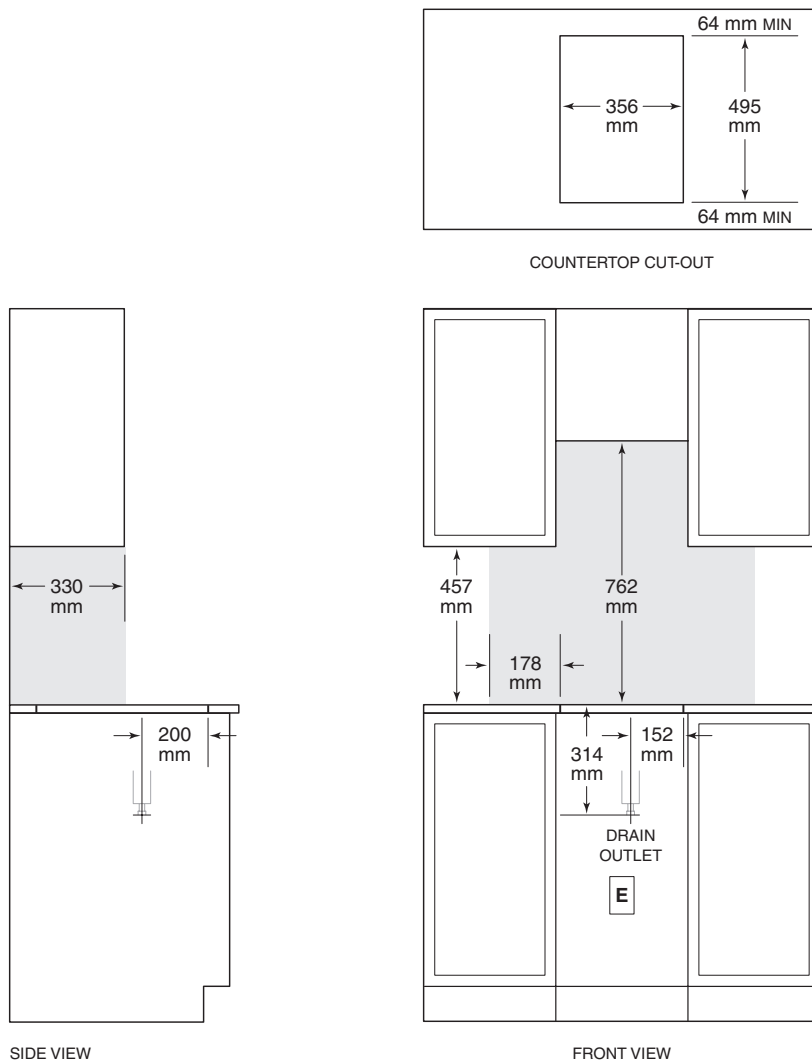 64 mm MIN
356
mm
495
mm
64 mm MIN
COUNTERTOP CUT-OUT
330
mm
200
mm
SIDE VIEW
457
mm
762
mm
178
mm
314
mm
152
mm
DRAIN
OUTLET
E
FRONT VIEW